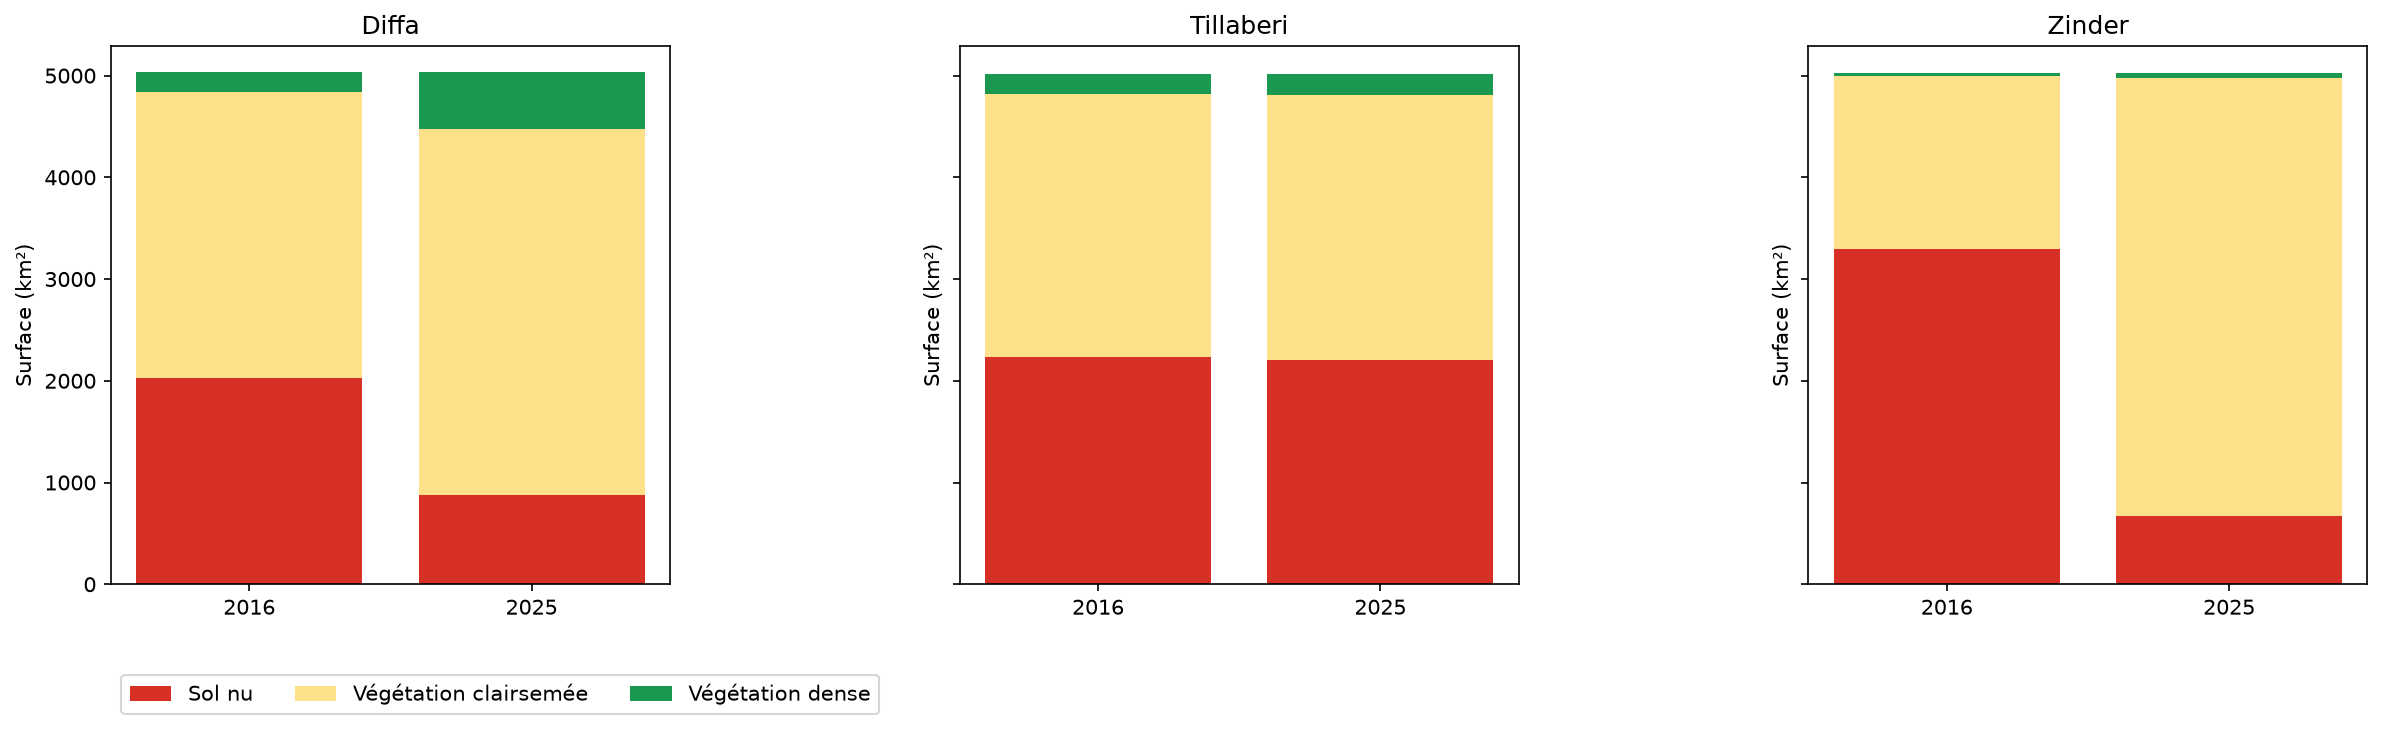 Diffa
Tillaberi
Zinder
Surface (km²)
5000
4000
3000
2000
1000
0
2016
2025
Surface (km²)
2016
2025
Surface (km²)
2016
2025
Sol nu
Végétation clairsemée
Végétation dense